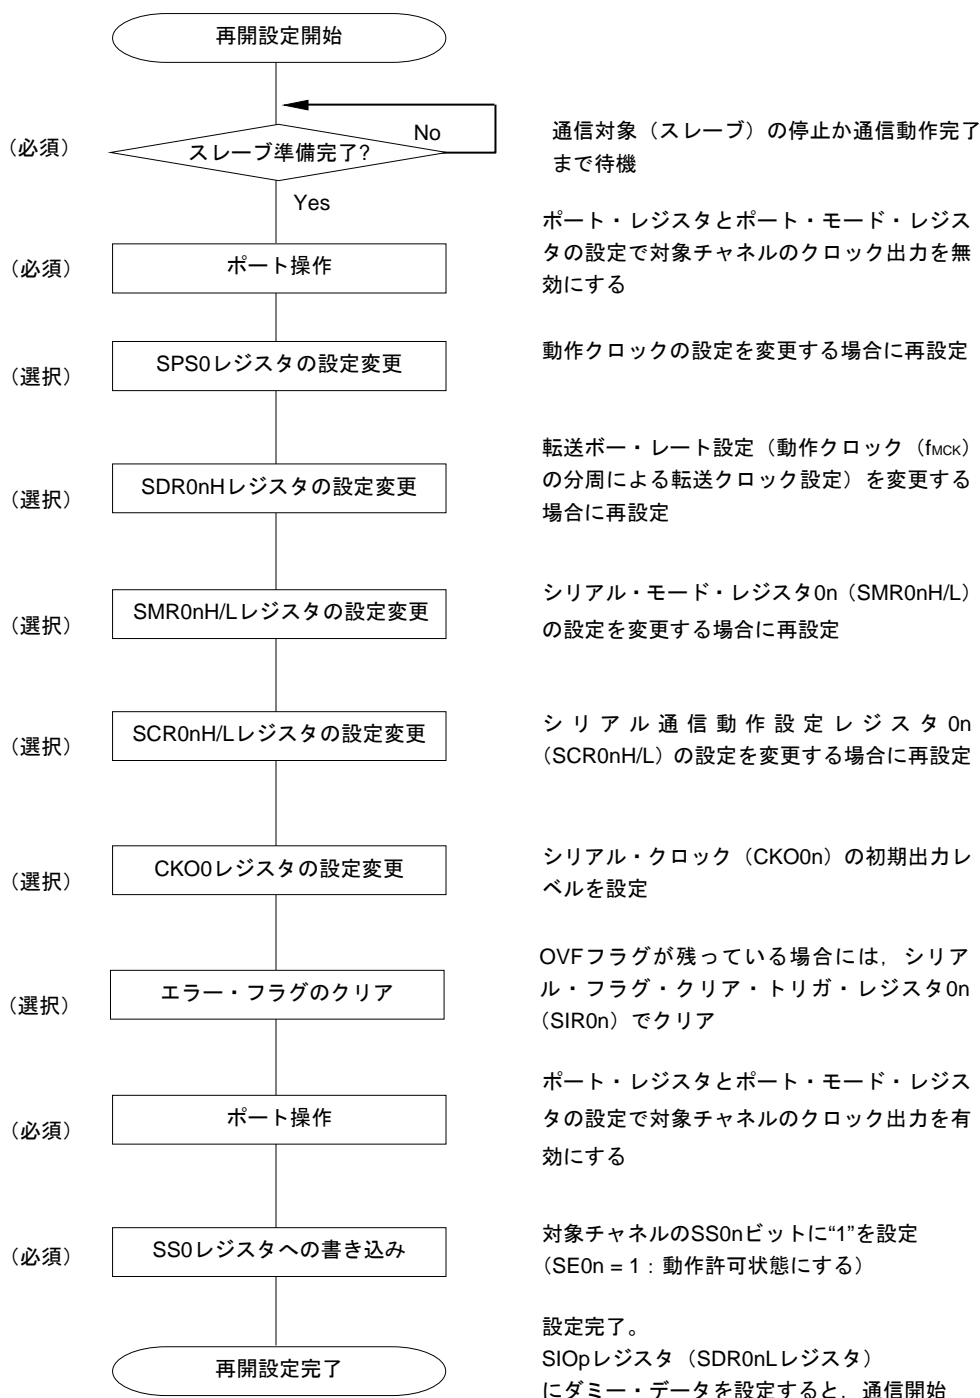 再開設定開始
No
(必須)
スレーブ準備完了?
通信対象（スレーブ）の停止か通信動作完了
まで待機
Yes
(必須)
ポート操作
ポート・レジスタとポート・モード・レジス
タの設定で対象チャネルのクロック出力を無
効にする
(選択)
SPS0レジスタの設定変更
動作クロックの設定を変更する場合に再設定
(選択)
SDR0nHレジスタの設定変更
転送ボー・レート設定（動作クロック（fMCK）
の分周による転送クロック設定）を変更する
場合に再設定
(選択)
SMR0nH/Lレジスタの設定変更
シリアル・モード・レジスタ0n（SMR0nH/L）
の設定を変更する場合に再設定
(選択)
SCR0nH/Lレジスタの設定変更
シリアル通信動作設定レジスタ0n
（SCR0nH/L）の設定を変更する場合に再設定
(選択)
CKO0レジスタの設定変更
シリアル・クロック（CKO0n）の初期出力レ
ベルを設定
(選択)
エラー・フラグのクリア
OVFフラグが残っている場合には，シリア
ル・フラグ・クリア・トリガ・レジスタ0n
（SIR0n）でクリア
(必須)
ポート操作
ポート・レジスタとポート・モード・レジス
タの設定で対象チャネルのクロック出力を有
効にする
(必須)
SS0レジスタへの書き込み
対象チャネルのSS0nビットに“1”を設定
（SE0n = 1：動作許可状態にする）
再開設定完了
設定完了。
SIOpレジスタ（SDR0nLレジスタ）
にダミー・データを設定すると，通信開始